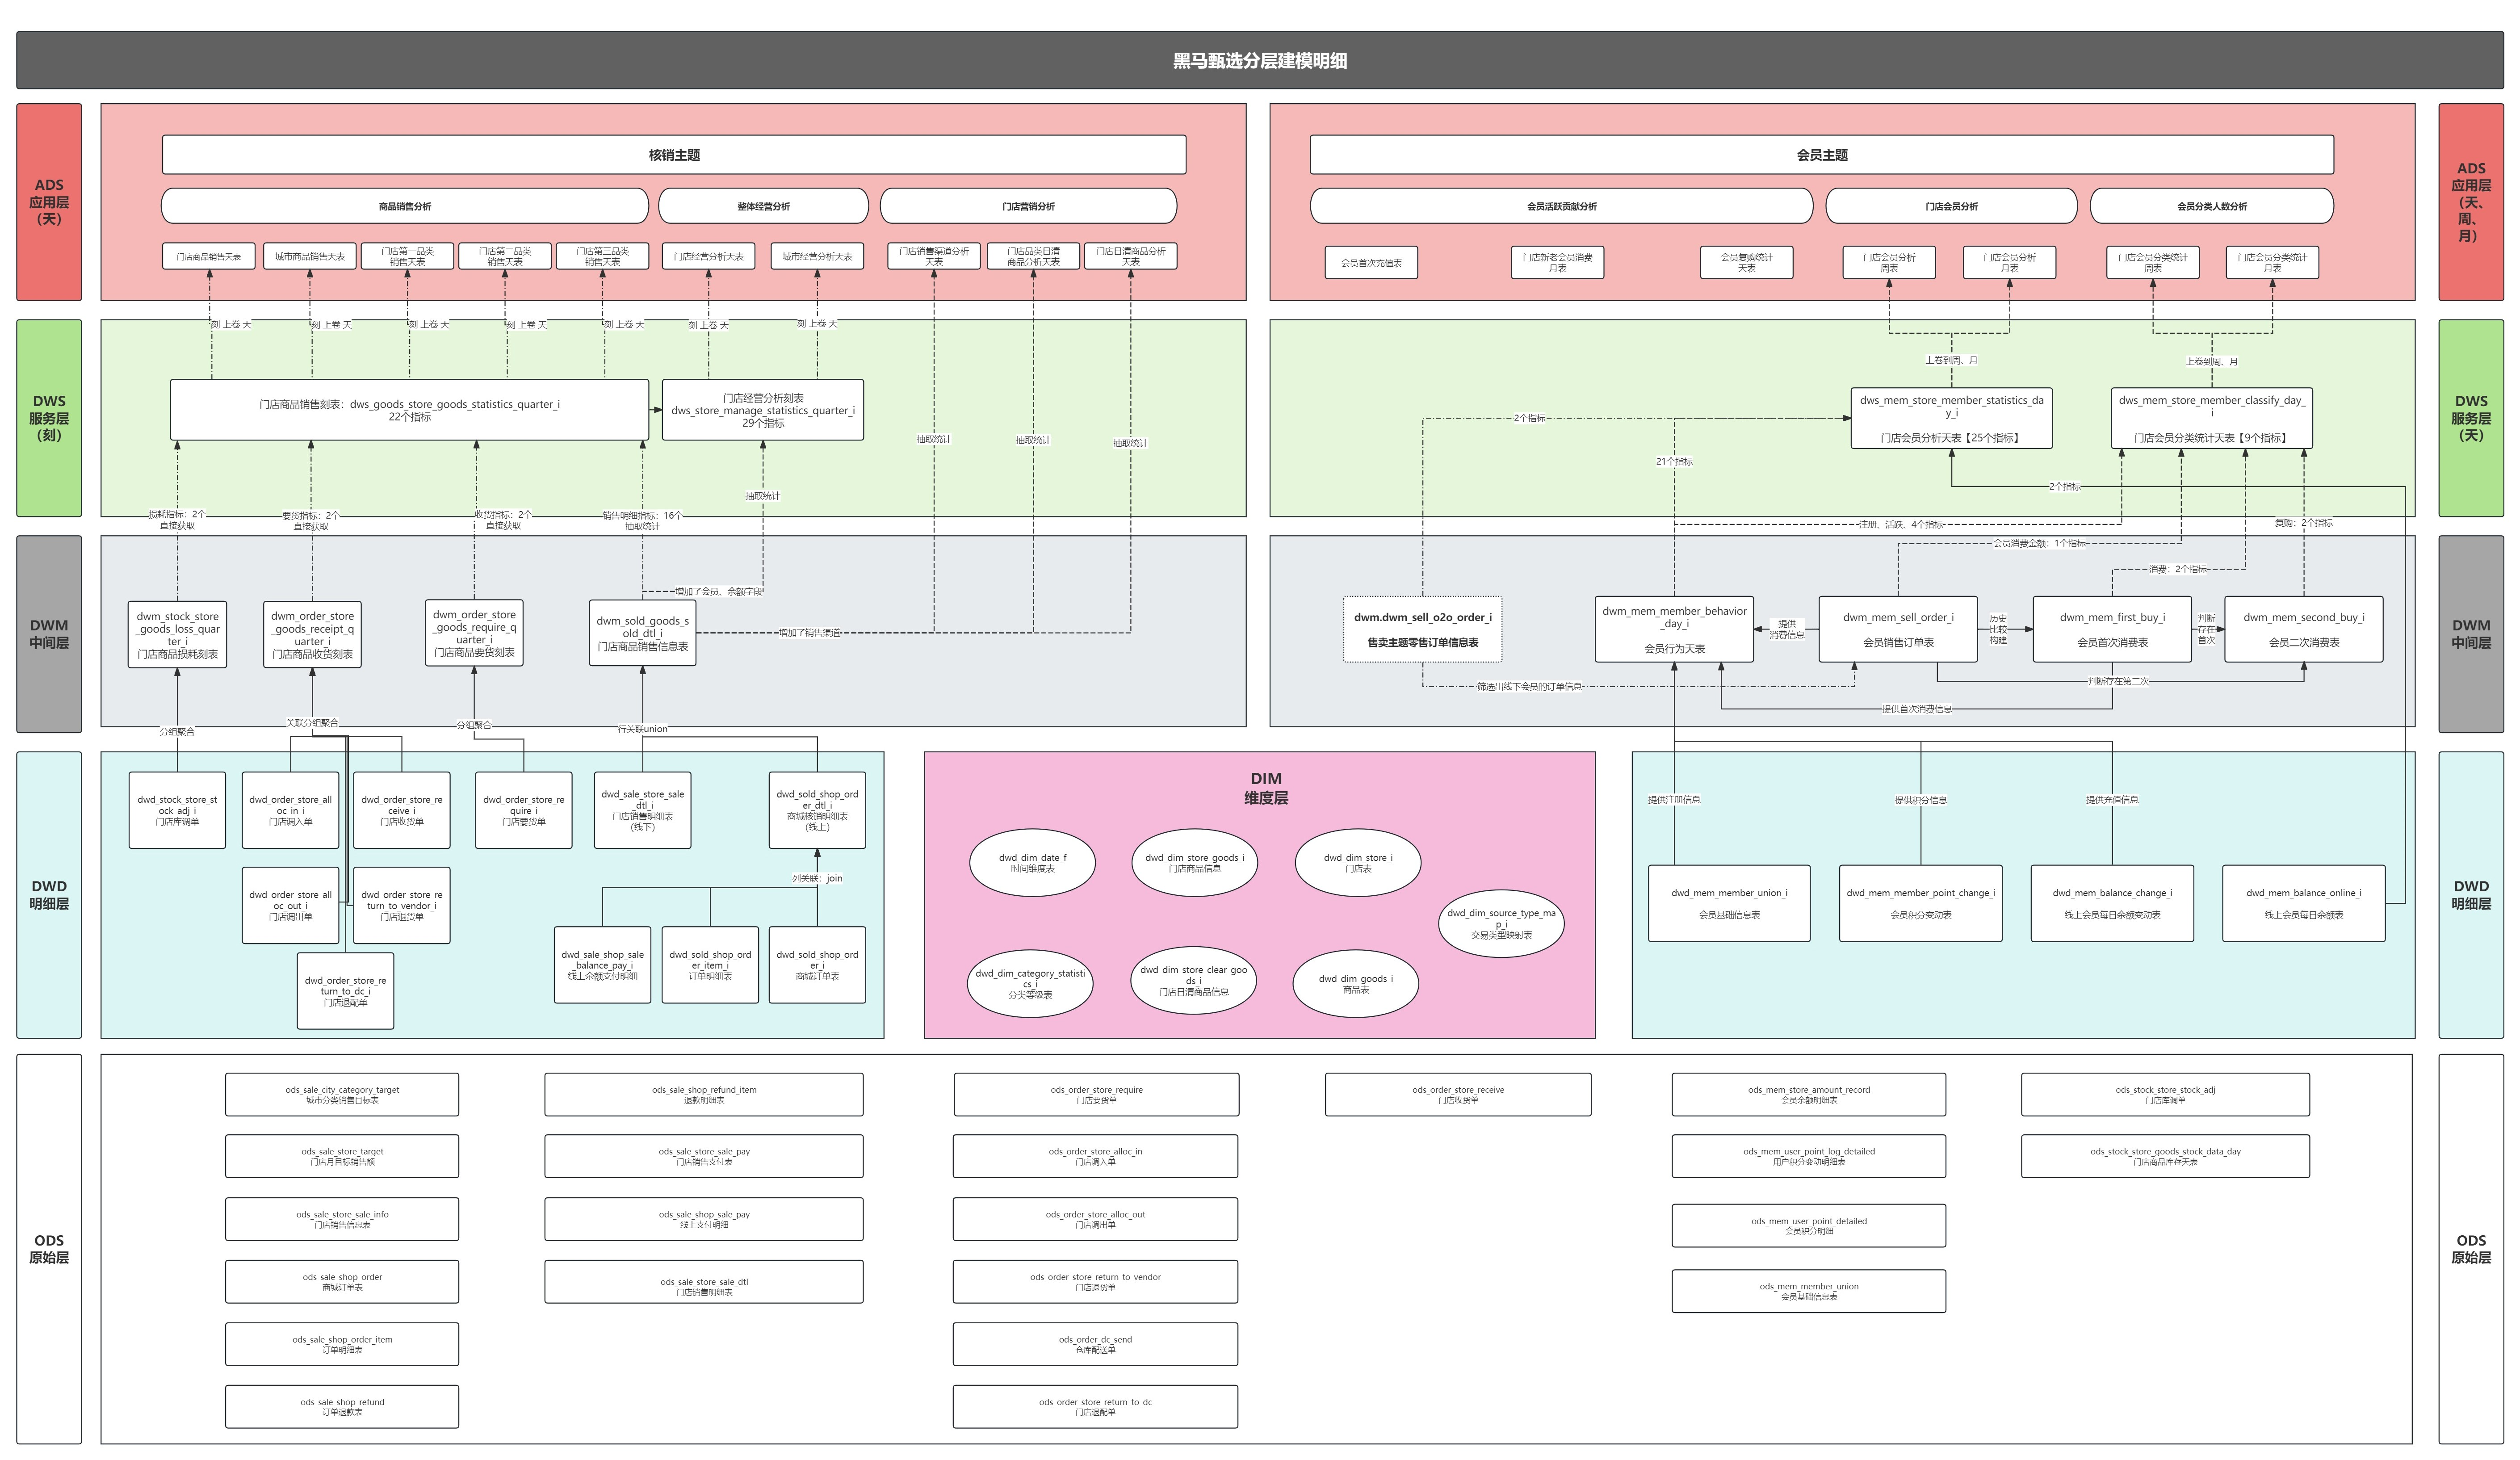 黑马甄选分层建模明细
ADS
应用层
（天）
核销主题
商品销售分析
整体经营分析
门店营销分析
门店商品销售天表
城市商品销售天表
门店第一品类
销售天表
门店第二品类
销售天表
门店第三品类
销售天表
门店经营分析天表
城市经营分析天表
门店销售渠道分析
天表
门店品类日清
商品分析天表
门店日清商品分析
天表
会员主题
会员活跃贡献分析
门店会员分析
会员分类人数分析
会员首次充值表
门店新老会员消费
月表
会员复购统计
天表
门店会员分析
周表
门店会员分析
月表
门店会员分类统计
周表
门店会员分类统计
月表
ADS
应用层
（天、
周、
月）
DWS
服务层
（刻）
刻 上卷 天
刻 上卷 天
刻 上卷 天
刻 上卷 天
刻 上卷 天
刻 上卷 天
刻 上卷 天
门店商品销售刻表：dws_goods_store_goods_statistics_quarter_i
22个指标
门店经营分析刻表
dws_store_manage_statistics_quarter_i
29个指标
抽取统计
抽取统计
抽取统计
抽取统计
损耗指标：2个
直接获取
要货指标：2个
直接获取
收货指标：2个
直接获取
销售明细指标：16个
抽取统计
上卷到周、月
上卷到周、月
dws_mem_store_member_statistics_da
y_i
门店会员分析天表【25个指标】
dws_mem_store_member_classify_day_
i
门店会员分类统计天表【9个指标】
2个指标
21个指标
2个指标
注册、活跃、4个指标
复购：2个指标
DWS
服务层
（天）
DWM
中间层
增加了会员、余额字段
dwm_stock_store
_goods_loss_quar
ter_i
门店商品损耗刻表
dwm_order_store
_goods_receipt_q
uarter_i
门店商品收货刻表
dwm_order_store
_goods_require_q
uarter_i
门店商品要货刻表
dwm_sold_goods_s
old_dtl_i
门店商品销售信息表
增加了销售渠道
分组聚合
关联分组聚合
分组聚合
行关联union
会员消费金额：1个指标
消费：2个指标
dwm.dwm_sell_o2o_order_i
售卖主题零售订单信息表
dwm_mem_member_behavior
_day_i
会员行为天表
提供
消费信息
dwm_mem_sell_order_i
会员销售订单表
历史
比较
构建
dwm_mem_first_buy_i
会员首次消费表
判断
存在
首次
dwm_mem_second_buy_i
会员二次消费表
筛选出线下会员的订单信息
判断存在第二次
提供首次消费信息
DWM
中间层
DWD
明细层
dwd_stock_store_st
ock_adj_i
门店库调单
dwd_order_store_all
oc_in_i
门店调入单
dwd_order_store_re
ceive_i
门店收货单
dwd_order_store_re
quire_i
门店要货单
dwd_sale_store_sale
_dtl_i
门店销售明细表
(线下)
dwd_sold_shop_ord
er_dtl_i
商城核销明细表
(线上)
列关联：join
dwd_order_store_all
oc_out_i
门店调出单
dwd_order_store_re
turn_to_vendor_i
门店退货单
dwd_order_store_re
turn_to_dc_i
门店退配单
dwd_sale_shop_sale
balance_pay_i
线上余额支付明细
dwd_sold_shop_ord
er_item_i
订单明细表
dwd_sold_shop_ord
er_i
商城订单表
DIM
维度层
dwd_dim_date_f
时间维度表
dwd_dim_store_goods_i
门店商品信息
dwd_dim_store_i
门店表
dwd_dim_source_type_ma
p_i
交易类型映射表
dwd_dim_category_statisti
cs_i
分类等级表
dwd_dim_store_clear_goo
ds_i
门店日清商品信息
dwd_dim_goods_i
商品表
提供注册信息
提供积分信息
提供充值信息
dwd_mem_member_union_i
会员基础信息表
dwd_mem_member_point_change_i
会员积分变动表
dwd_mem_balance_change_i
线上会员每日余额变动表
dwd_mem_balance_online_i
线上会员每日余额表
DWD
明细层
ODS
原始层
ods_sale_city_category_target
城市分类销售目标表
ods_sale_shop_refund_item
退款明细表
ods_order_store_require
门店要货单
ods_order_store_receive
门店收货单
ods_mem_store_amount_record
会员余额明细表
ods_stock_store_stock_adj
门店库调单
ods_sale_store_target
门店月目标销售额
ods_sale_store_sale_pay
门店销售支付表
ods_order_store_alloc_in
门店调入单
ods_mem_user_point_log_detailed
用户积分变动明细表
ods_stock_store_goods_stock_data_day
门店商品库存天表
ods_sale_store_sale_info
门店销售信息表
ods_sale_shop_sale_pay
线上支付明细
ods_order_store_alloc_out
门店调出单
ods_mem_user_point_detailed
会员积分明细
ods_sale_shop_order
商城订单表
ods_sale_store_sale_dtl
门店销售明细表
ods_order_store_return_to_vendor
门店退货单
ods_mem_member_union
会员基础信息表
ods_sale_shop_order_item
订单明细表
ods_order_dc_send
仓库配送单
ods_sale_shop_refund
订单退款表
ods_order_store_return_to_dc
门店退配单
ODS
原始层